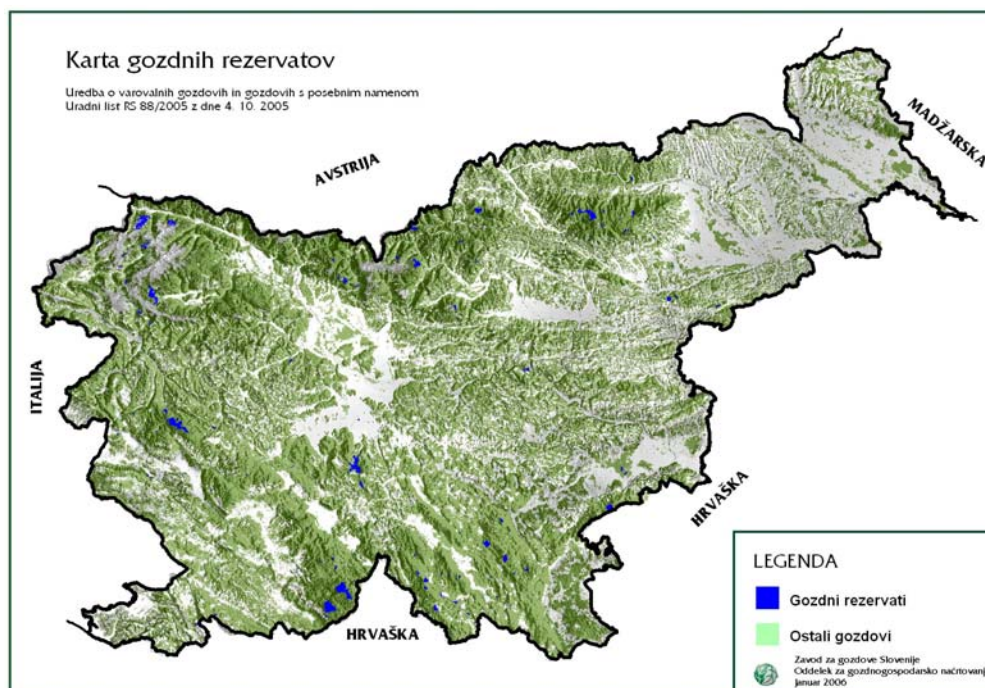 Karta gozdnih rezervatov
Uredba o varovalnih gozdovih in gozdovih s posebnim namenom
Uradni list RS 88/2005 z dne 4. 10. 2005
AVSTRIJA
MADŽARSKA
ITALIJA
HRVAŠKA
HRVAŠKA
LEGENDA
Gozdni rezervati
Ostali gozdovi
Zavod za gozdove Slovenije
Oddelek za gozdnogospodarsko načrtovanje
januar 2006